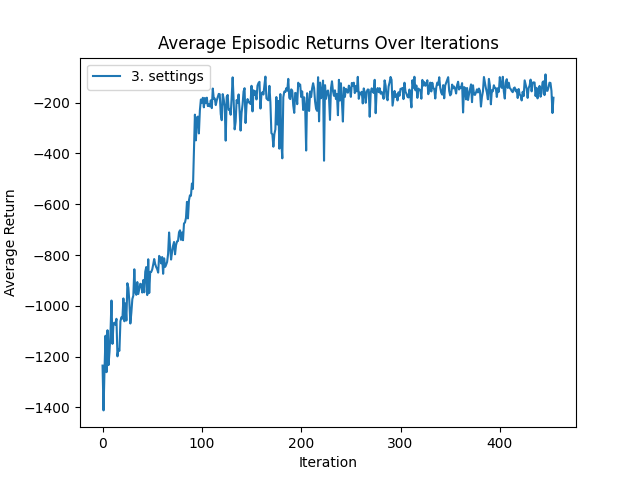 Average Episodic Returns Over Iterations
3. settings
−200
−400
−600
−800
−1000
−1200
−1400
Average Return
0 100 200 300 400
Iteration